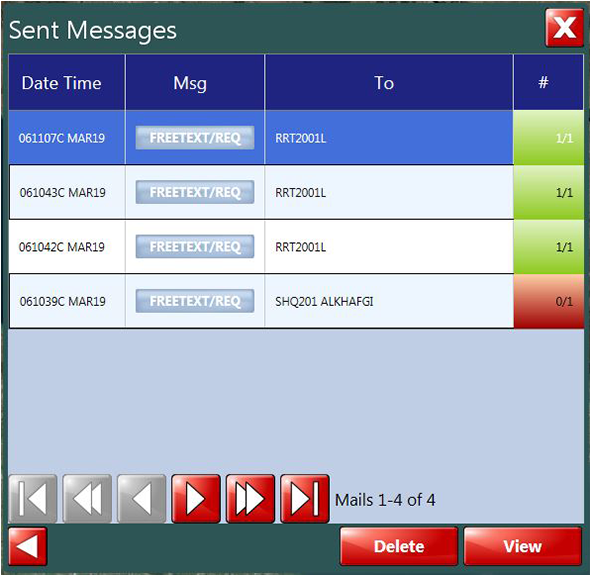 Sent Messages
Date Time Msg To #
061107C MAR19 FREETEXT/REQ RRT2001L 1/1
061043C MAR19 FREETEXT/REQ RRT2001L 1/1
061042C MAR19 FREETEXT/REQ RRT2001L 1/1
061039C MAR19 FREETEXT/REQ SHQ201 ALKHAFGI 0/1
Mails 1-4 of 4
Delete View